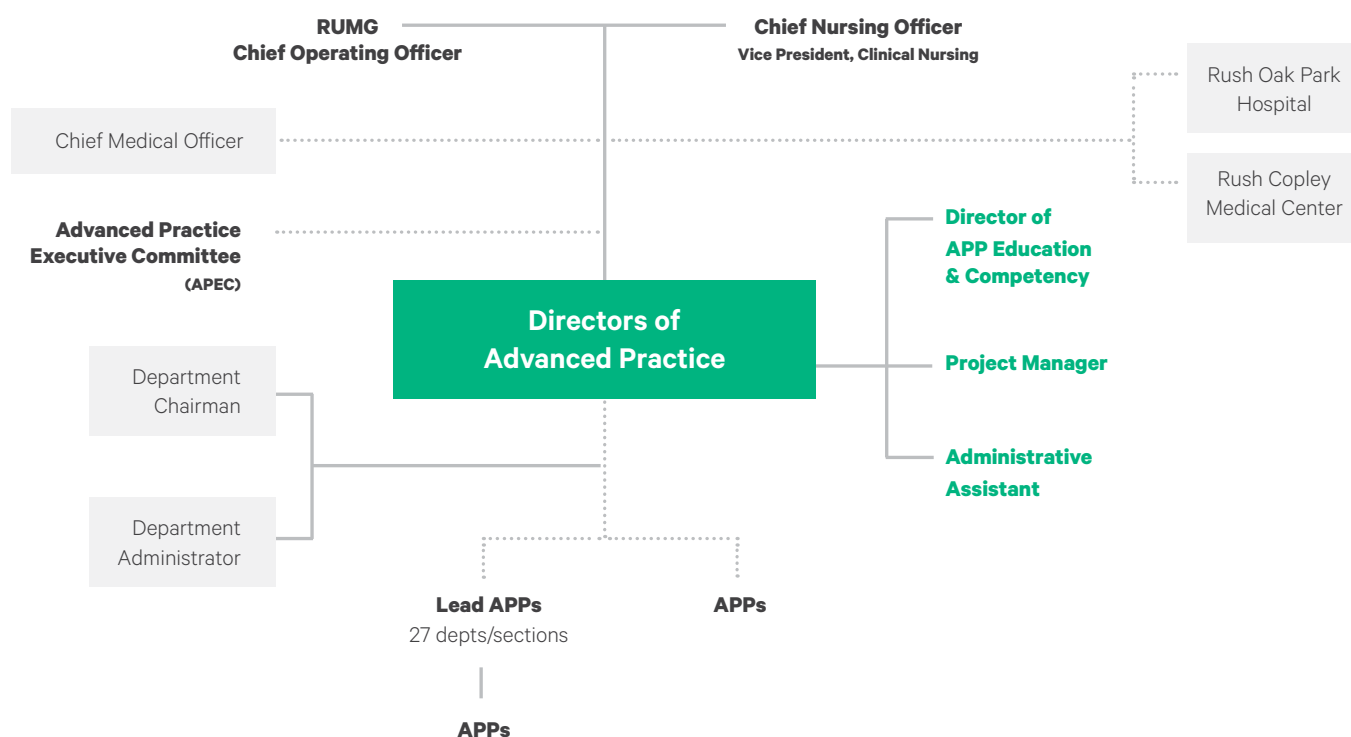 RUMG
Chief Operating Officer
Chief Nursing Officer
Vice President, Clinical Nursing
Rush Oak Park
Hospital
Chief Medical Officer
Rush Copley
Medical Center
Advanced Practice
Executive Committee
(APEC)
Director of
APP Education
& Competency
Directors of
Advanced Practice
Project Manager
Department
Chairman
Administrative
Assistant
Department
Administrator
Lead APPs
27 depts/sections
APPs
APPs